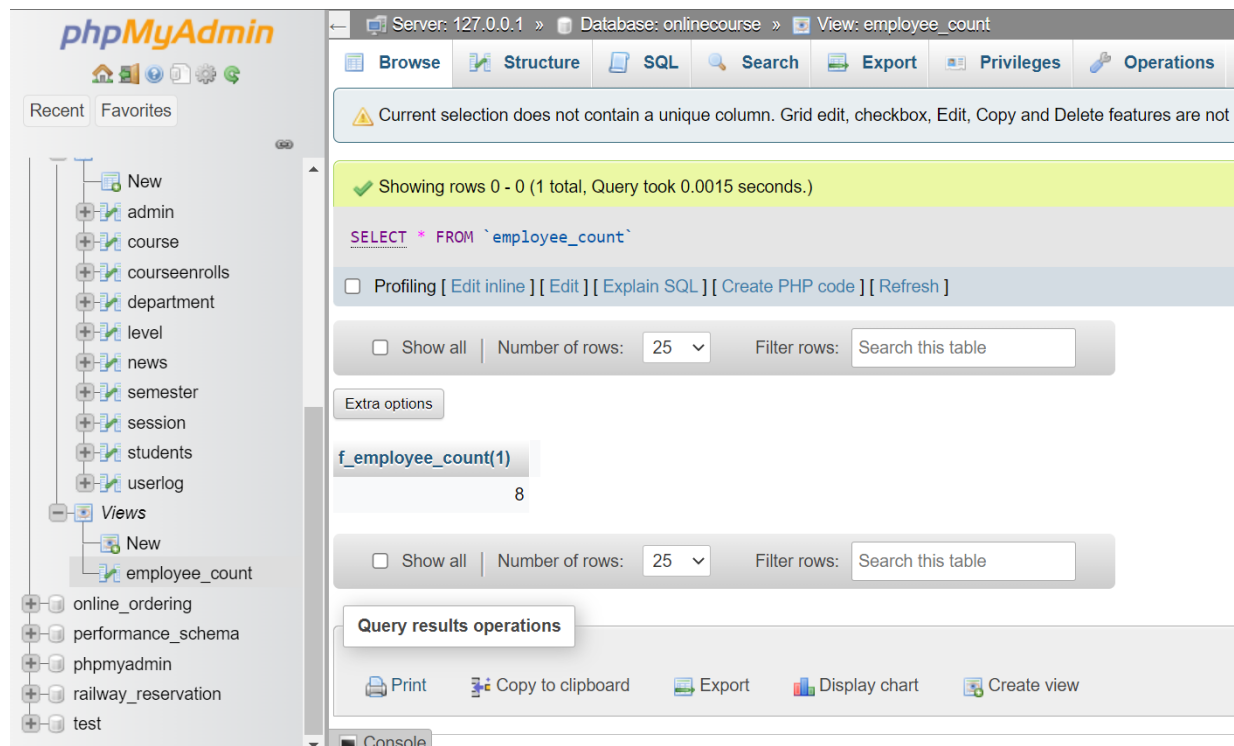 phpMyAdmin
Recent Favorites
New
admin
course
courseenrolls
department
level
news
semester
session
students
userlog
Views
New
employee_count
online_ordering
performance_schema
phpmyadmin
railway_reservation
test
← Server: 127.0.0.1 » Database: onlinecourse » View: employee_count
Browse Structure SQL Search Export Privileges Operations
Current selection does not contain a unique column. Grid edit, checkbox, Edit, Copy and Delete features are not
Showing rows 0 - 0 (1 total, Query took 0.0015 seconds.)
SELECT * FROM `employee_count`
Profiling [ Edit inline ] [ Edit ] [ Explain SQL ] [ Create PHP code ] [ Refresh ]
Show all | Number of rows: 25 Filter rows: Search this table
Extra options
f_employee_count(1)
8
Show all | Number of rows: 25 Filter rows: Search this table
Query results operations
Print Copy to clipboard Export Display chart Create view
Console